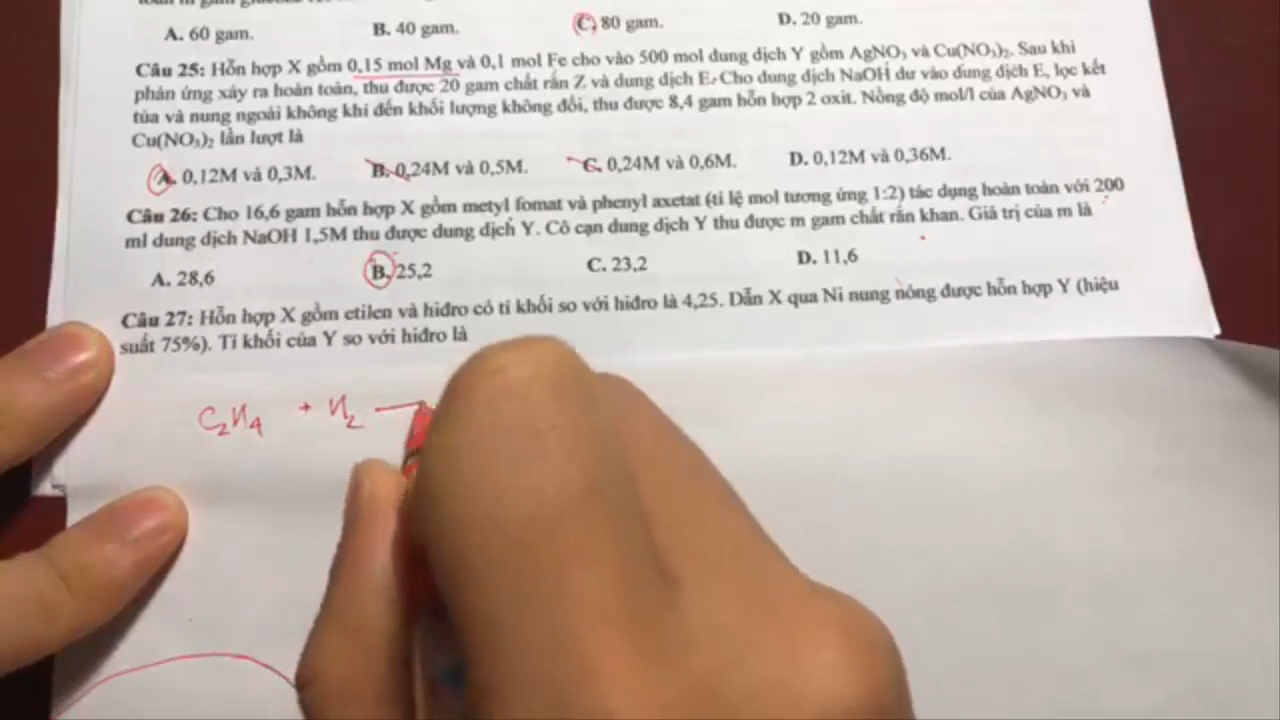 A. 60 gam. B. 40 gam. C. 80 gam. D. 20 gam.
Câu 25: Hỗn hợp X gồm 0,15 mol Mg và 0,1 mol Fe cho vào 500 mol dung dịch Y gồm AgNO₃ và Cu(NO₃)₂. Sau khi
phản ứng xảy ra hoàn toàn, thu được 20 gam chất rắn Z và dung dịch E. Cho dung dịch NaOH dư vào dung dịch E, lọc kết
tủa và nung ngoài không khí đến khối lượng không đổi, thu được 8,4 gam hỗn hợp 2 oxit. Nồng độ mol/l của AgNO₃ và
Cu(NO₃)₂ lần lượt là
A. 0,12M và 0,3M. B. 0,24M và 0,5M. C. 0,24M và 0,6M. D. 0,12M và 0,36M.
Câu 26: Cho 16,6 gam hỗn hợp X gồm metyl fomat và phenyl axetat (tỉ lệ mol tương ứng 1:2) tác dụng hoàn toàn với 200
ml dung dịch NaOH 1,5M thu được dung dịch Y. Cô cạn dung dịch Y thu được m gam chất rắn khan. Giá trị của m là
A. 28,6 B. 25,2 C. 23,2 D. 11,6
Câu 27: Hỗn hợp X gồm etilen và hiđro có tỉ khối so với hiđro là 4,25. Dẫn X qua Ni nung nóng được hỗn hợp Y (hiệu
suất 75%). Tỉ khối của Y so với hiđro là
C₂H₄ + H₂ →